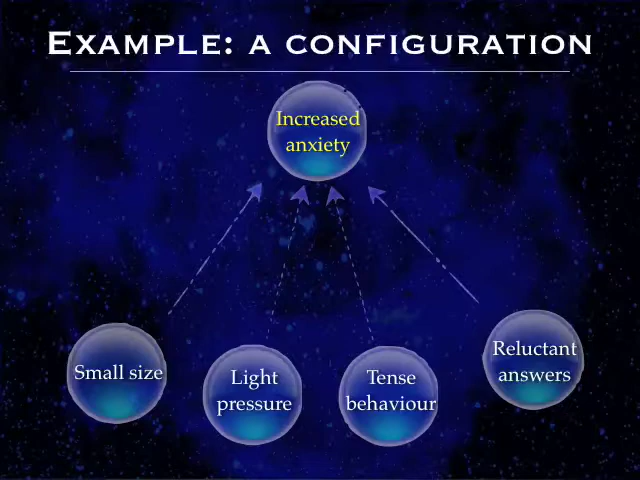 EXAMPLE: A CONFIGURATION
Increased
anxiety
Small size
Light
pressure
Tense
behaviour
Reluctant
answers